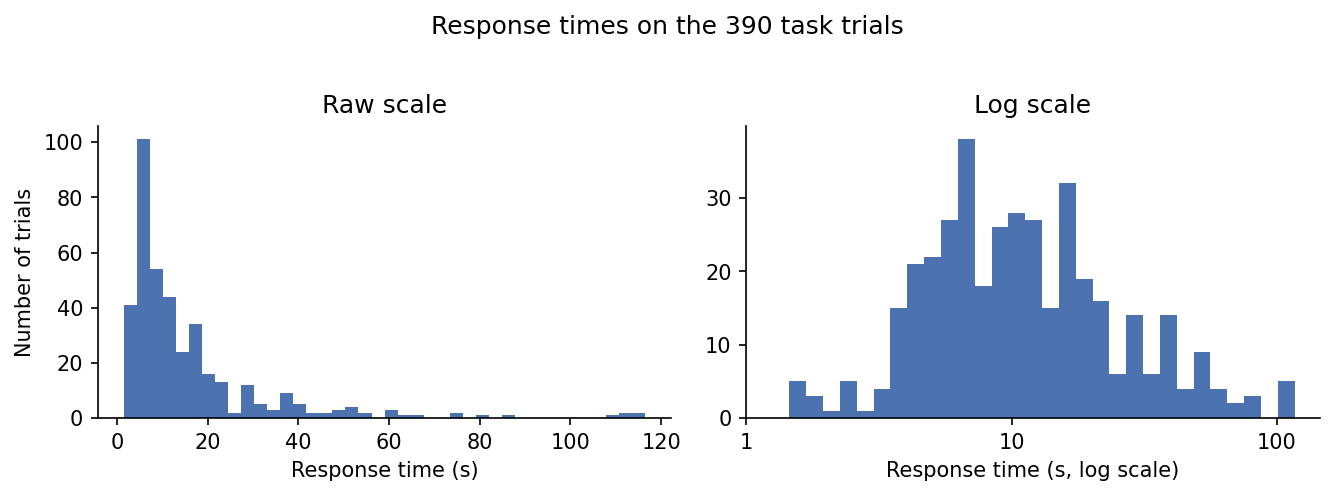 Response times on the 390 task trials
Raw scale
Number of trials
100
80
60
40
20
0
0 20 40 60 80 100 120
Response time (s)
Log scale
30
20
10
0
1 10 100
Response time (s, log scale)